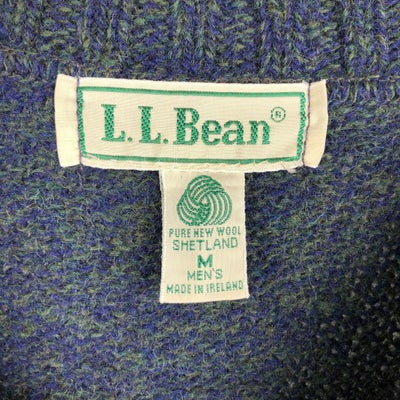 L.L.Bean®
PURE NEW WOOL
SHETLAND
M
MEN'S
MADE IN IRELAND